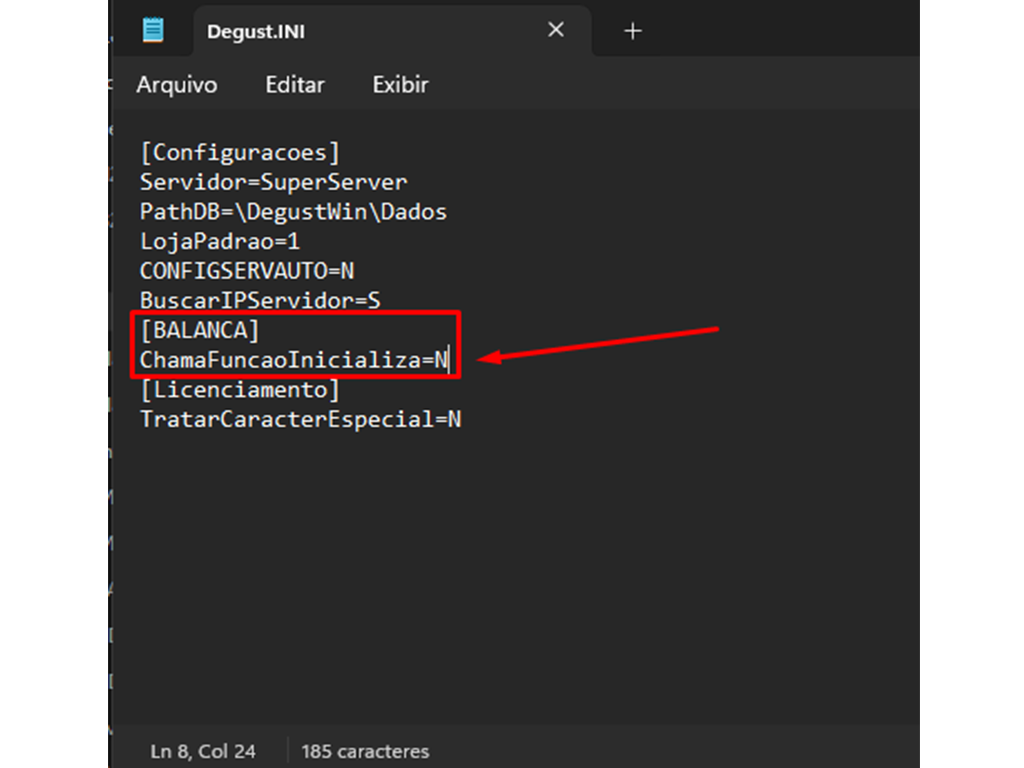 Degust.INI
Arquivo Editar Exibir
[Configuracoes]
Servidor=SuperServer
PathDB=\DegustWin\Dados
LojaPadrao=1
CONFIGSERVAUTO=N
BuscarIPServidor=S
[BALANCA]
ChamaFuncaoInicializa=N
[Licenciamento]
TratarCaracterEspecial=N
Ln 8, Col 24 185 caracteres